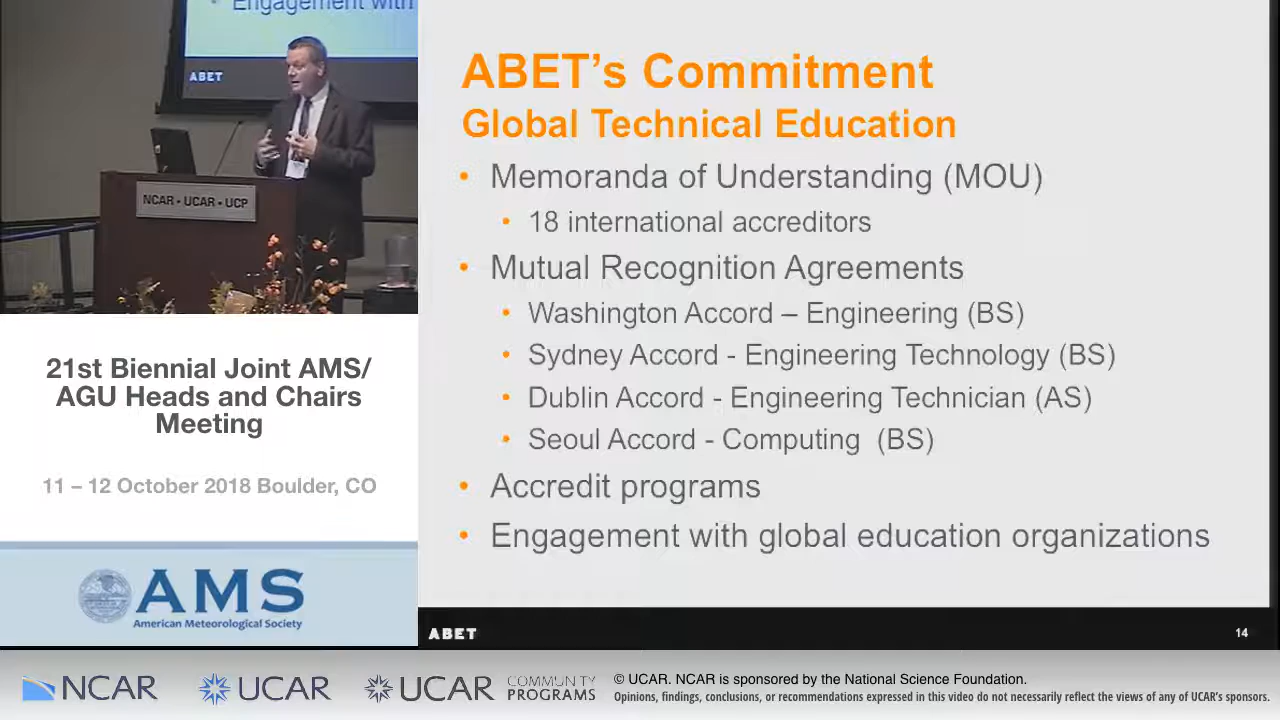 Engagement with
ABET
NCAR • UCAR • UCP
21st Biennial Joint AMS/
AGU Heads and Chairs
Meeting
11 – 12 October 2018 Boulder, CO
AMS
American Meteorological Society
ABET's Commitment
Global Technical Education
• Memoranda of Understanding (MOU)
• 18 international accreditors
• Mutual Recognition Agreements
• Washington Accord – Engineering (BS)
• Sydney Accord - Engineering Technology (BS)
• Dublin Accord - Engineering Technician (AS)
• Seoul Accord - Computing (BS)
• Accredit programs
• Engagement with global education organizations
ABET
14
NCAR
UCAR
UCAR
COMMUNITY
PROGRAMS
© UCAR. NCAR is sponsored by the National Science Foundation.
Opinions, findings, conclusions, or recommendations expressed in this video do not necessarily reflect the views of any of UCAR's sponsors.